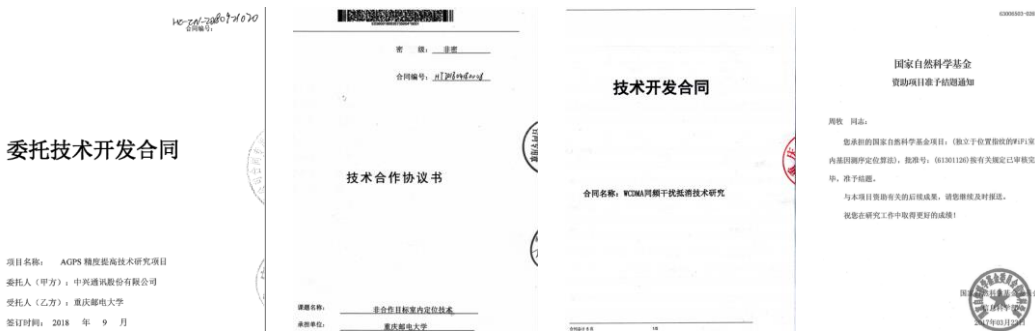 合同编号：
委托技术开发合同
项目名称： AGPS 精度提高技术研究项目
委托人（甲方）：中兴通讯股份有限公司
受托人（乙方）：重庆邮电大学
签订时间： 2018 年 9 月
密 级： 非密
合同编号：
技术合作协议书
课题名称： 非合作目标室内定位技术
承担单位： 重庆邮电大学
技术开发合同
合同名称：WCDMA同频干扰抵消技术研究
国家自然科学基金
资助项目准予结题通知
周牧 同志：
您承担的国家自然科学基金项目：(独立于位置指纹的WiFi室
内基因测序定位算法)，批准号：(61301126)按有关规定已审核完
毕，准予结题。
与本项目资助有关的后续成果，请您继续及时报送。
祝您在研究工作中取得更好的成绩！